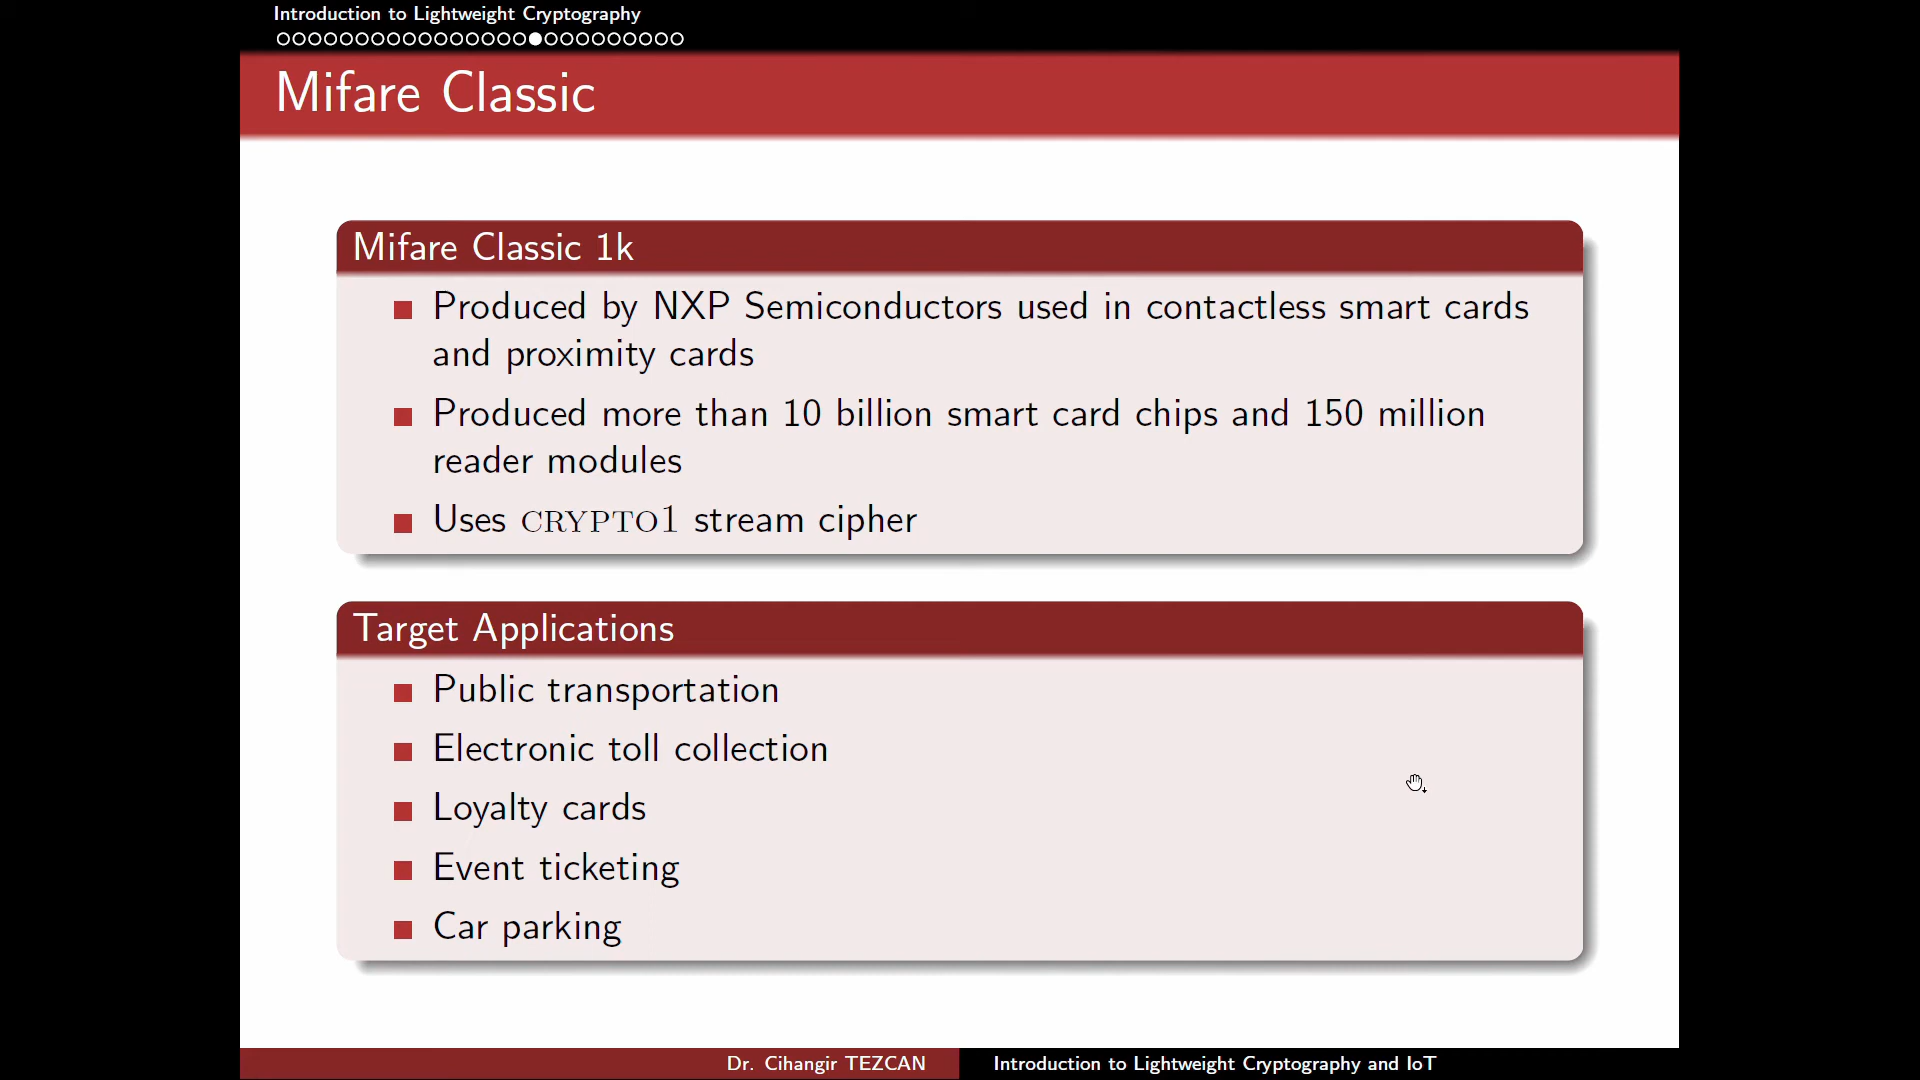 Introduction to Lightweight Cryptography
Mifare Classic
Mifare Classic 1k
Produced by NXP Semiconductors used in contactless smart cards
and proximity cards
Produced more than 10 billion smart card chips and 150 million
reader modules
Uses CRYPTO1 stream cipher
Target Applications
Public transportation
Electronic toll collection
Loyalty cards
Event ticketing
Car parking
Dr. Cihangir TEZCAN
Introduction to Lightweight Cryptography and IoT